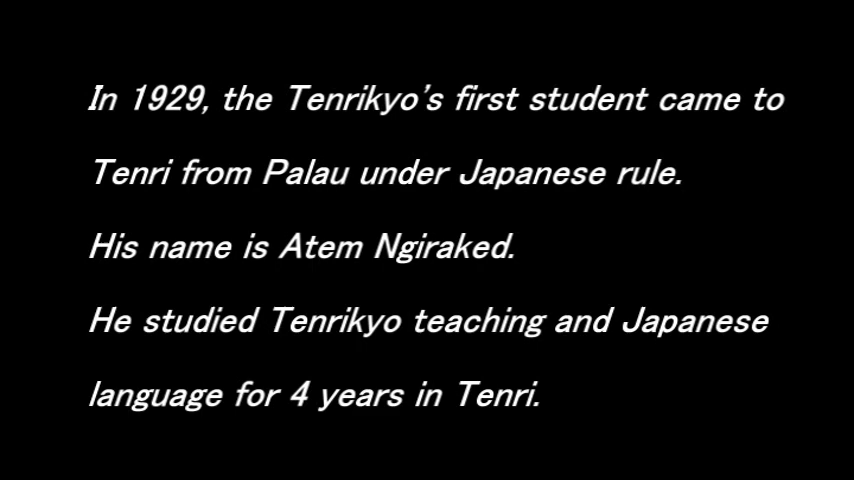 In 1929, the Tenrikyo's first student came to
Tenri from Palau under Japanese rule.
His name is Atem Ngiraked.
He studied Tenrikyo teaching and Japanese
language for 4 years in Tenri.